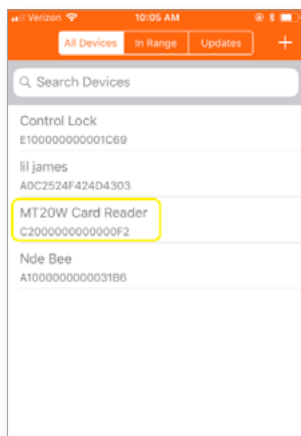 Verizon 10:05 AM
All Devices In Range Updates +
Search Devices
Control Lock
E100000000001C69
lil james
A0C2524F424D4303
MT20W Card Reader
C2000000000000F2
Nde Bee
A1000000000031B6